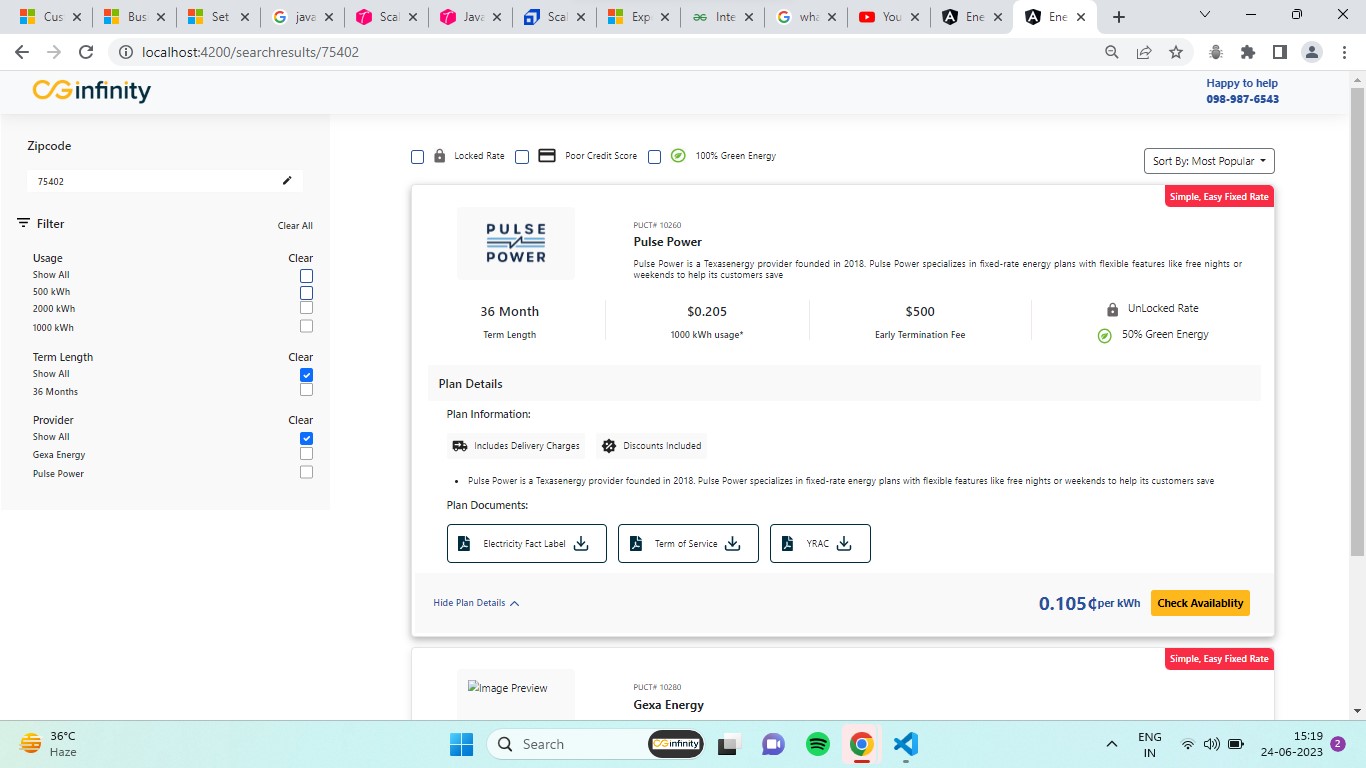 Cus
Bus
Set
java
Scal
Java
Scal
Exp
Inte
wha
You
Ene
Ene
localhost:4200/searchresults/75402
CG infinity
Happy to help
098-987-6543
Zipcode
75402
Filter
Clear All
Usage Clear
Show All
500 kWh
2000 kWh
1000 kWh
Term Length Clear
Show All
36 Months
Provider Clear
Show All
Gexa Energy
Pulse Power
Locked Rate Poor Credit Score 100% Green Energy
Sort By: Most Popular
Simple, Easy Fixed Rate
PULSE
POWER
PUCT# 10260
Pulse Power
Pulse Power is a Texasenergy provider founded in 2018. Pulse Power specializes in fixed-rate energy plans with flexible features like free nights or
weekends to help its customers save
36 Month
Term Length
$0.205
1000 kWh usage*
$500
Early Termination Fee
UnLocked Rate
50% Green Energy
Plan Details
Plan Information:
Includes Delivery Charges Discounts Included
• Pulse Power is a Texasenergy provider founded in 2018. Pulse Power specializes in fixed-rate energy plans with flexible features like free nights or weekends to help its customers save
Plan Documents:
Electricity Fact Label Term of Service YRAC
Hide Plan Details
0.105₵per kWh
Check Availablity
Simple, Easy Fixed Rate
Image Preview
PUCT# 10280
Gexa Energy
36°C
Haze
Search
CG infinity
ENG
IN
15:19
24-06-2023
2